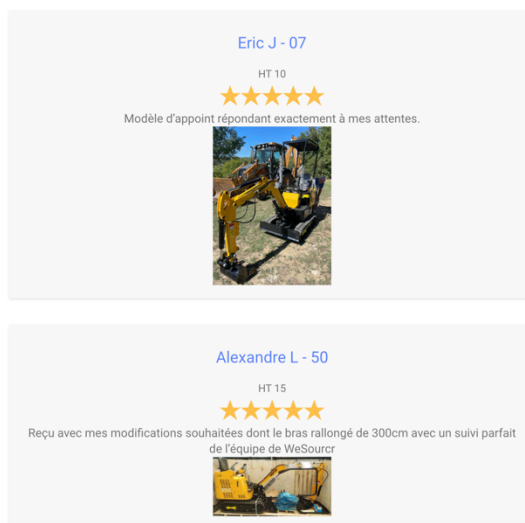 Eric J - 07
HT 10
Modèle d'appoint répondant exactement à mes attentes.
Alexandre L - 50
HT 15
Reçu avec mes modifications souhaitées dont le bras rallongé de 300cm avec un suivi parfait
de l'équipe de WeSourcr